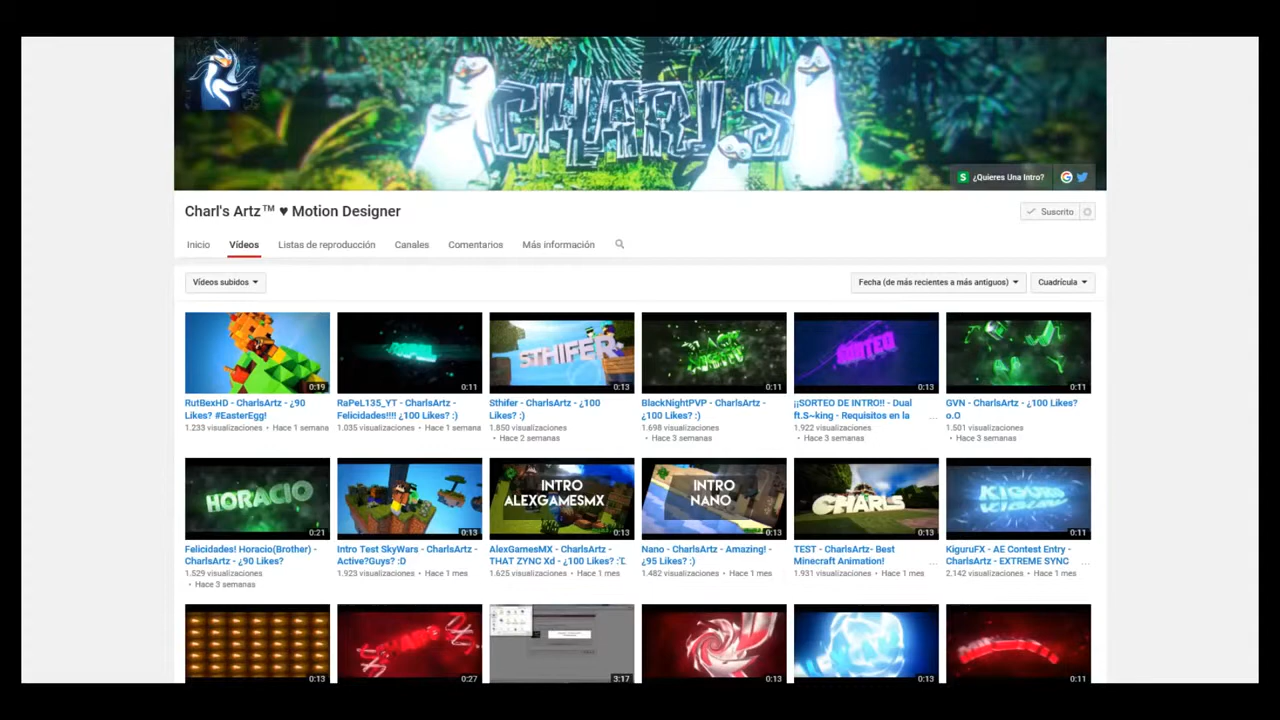 CHARLS
S ¿Quieres Una Intro? G
Charl's Artz™ ♥ Motion Designer
Suscrito
Inicio Vídeos Listas de reproducción Canales Comentarios Más información
Vídeos subidos Fecha (de más recientes a más antiguos) Cuadrícula
STHIFER BLACK NIGHT SORTEO
0:19 0:11 0:13 0:11 0:13 0:11
RutBexHD - CharlsArtz - ¿90
Likes? #EasterEgg!
1.233 visualizaciones • Hace 1 semana
RaPeL135_YT - CharlsArtz -
Felicidades!!!! ¿100 Likes? :)
1.035 visualizaciones • Hace 1 semana
Sthifer - CharlsArtz - ¿100
Likes? :)
1.850 visualizaciones
• Hace 2 semanas
BlackNightPVP - CharlsArtz -
¿100 Likes? :)
1.698 visualizaciones
• Hace 3 semanas
¡¡SORTEO DE INTRO!! - Dual
ft.S~king - Requisitos en la ...
1.922 visualizaciones
• Hace 3 semanas
GVN - CharlsArtz - ¿100 Likes?
o.O
1.501 visualizaciones
• Hace 3 semanas
HORACIO
INTRO
ALEXGAMESMX
INTRO
NANO
CHARLS
KIGURU
0:21 0:13 0:13 0:13 0:13 0:11
Felicidades! Horacio(Brother) -
CharlsArtz - ¿90 Likes?
1.529 visualizaciones
• Hace 3 semanas
Intro Test SkyWars - CharlsArtz -
Active?Guys? :D
1.923 visualizaciones • Hace 1 mes
AlexGamesMX - CharlsArtz -
THAT ZYNC Xd - ¿100 Likes? :'D
1.625 visualizaciones • Hace 1 mes
Nano - CharlsArtz - Amazing! -
¿95 Likes? :)
1.482 visualizaciones • Hace 1 mes
TEST - CharlsArtz- Best
Minecraft Animation!
1.931 visualizaciones • Hace 1 mes
KiguruFX - AE Contest Entry -
CharlsArtz - EXTREME SYNC ...
2.142 visualizaciones • Hace 1 mes
0:13 0:27 3:17 0:13 0:13 0:11